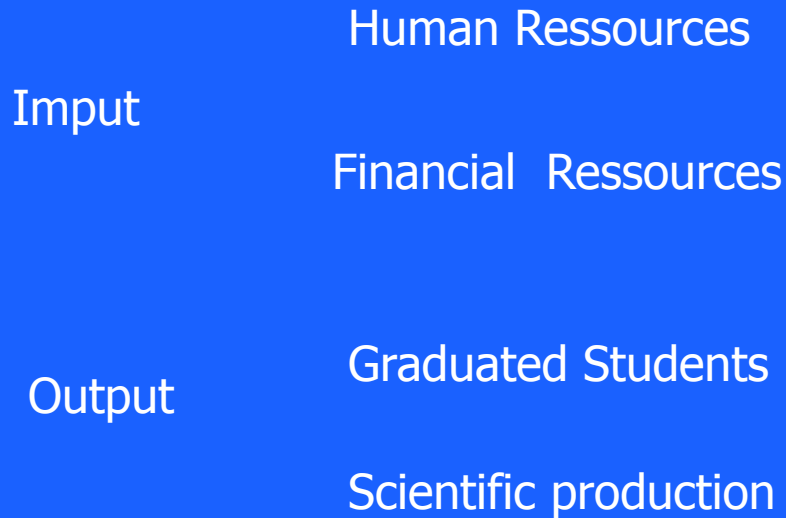 Human Ressources
Imput
Financial  Ressources
Graduated Students
Output
Scientific production